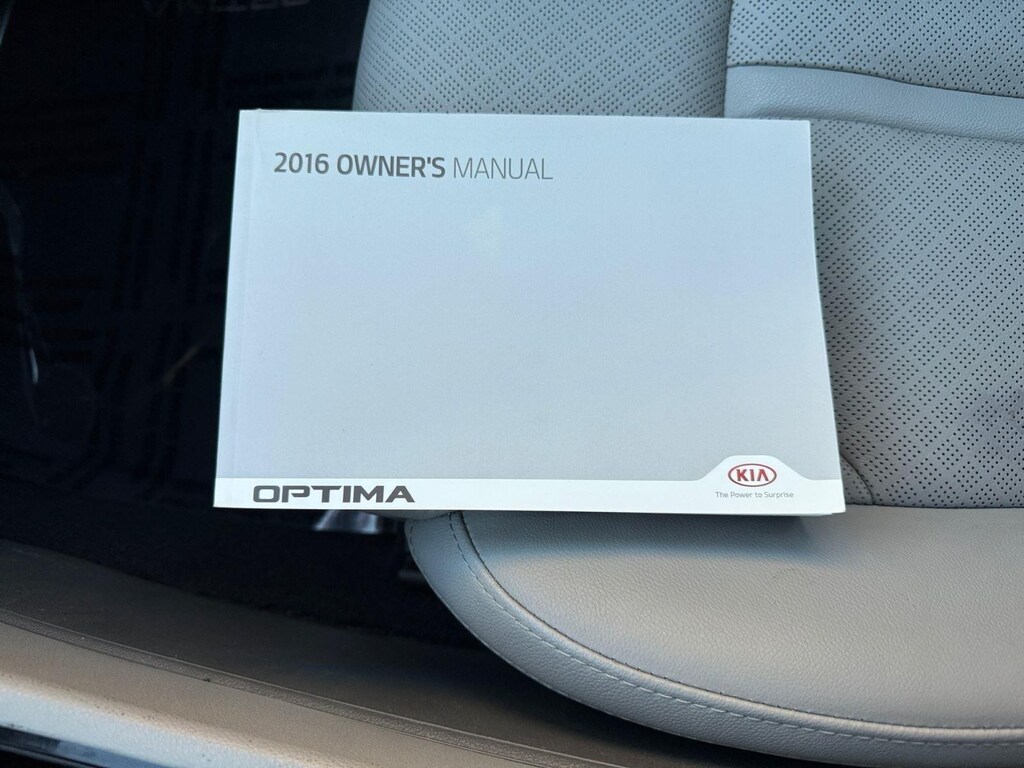 2016 OWNER'S MANUAL
OPTIMA
KIA
The Power to Surprise